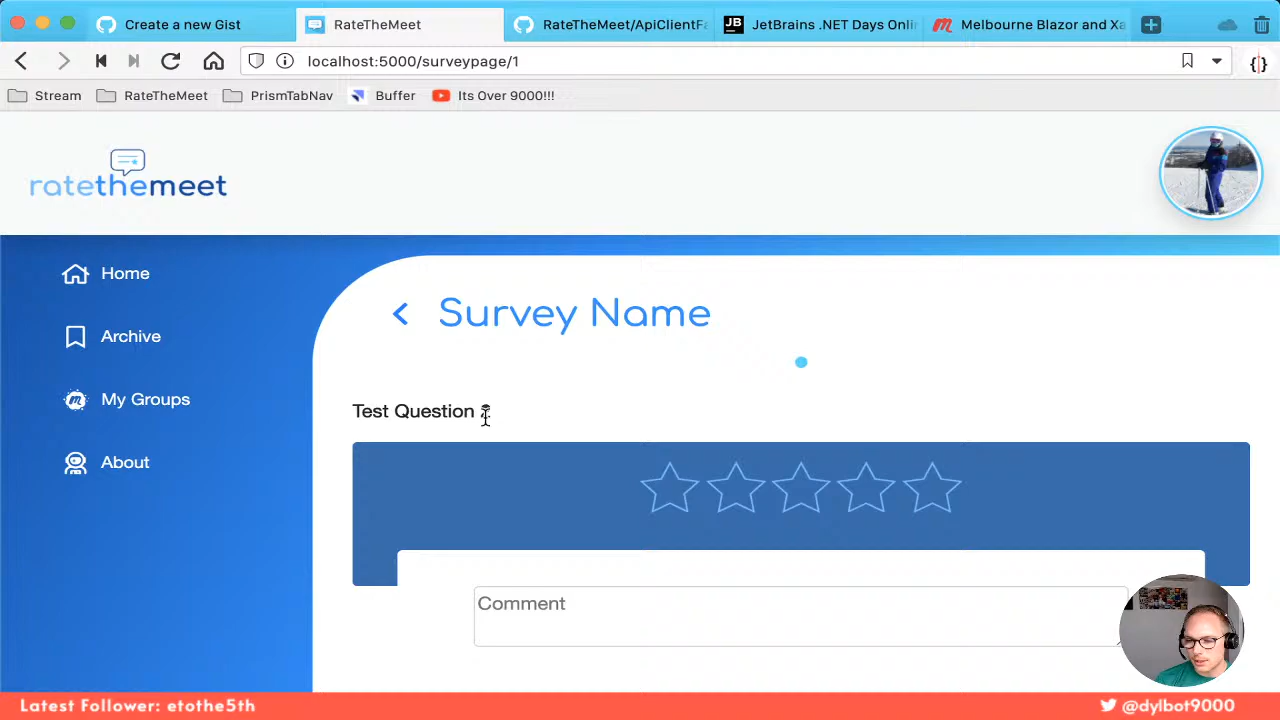 Create a new Gist
RateTheMeet
RateTheMeet/ApiClientFa
JB
JetBrains .NET Days Onli
Melbourne Blazor and Xa
localhost:5000/surveypage/1
Stream
RateTheMeet
PrismTabNav
Buffer
Its Over 9000!!!
ratethemeet
Home
Archive
My Groups
About
Survey Name
Test Question
Comment
Latest Follower: etothe5th
@dylbot9000